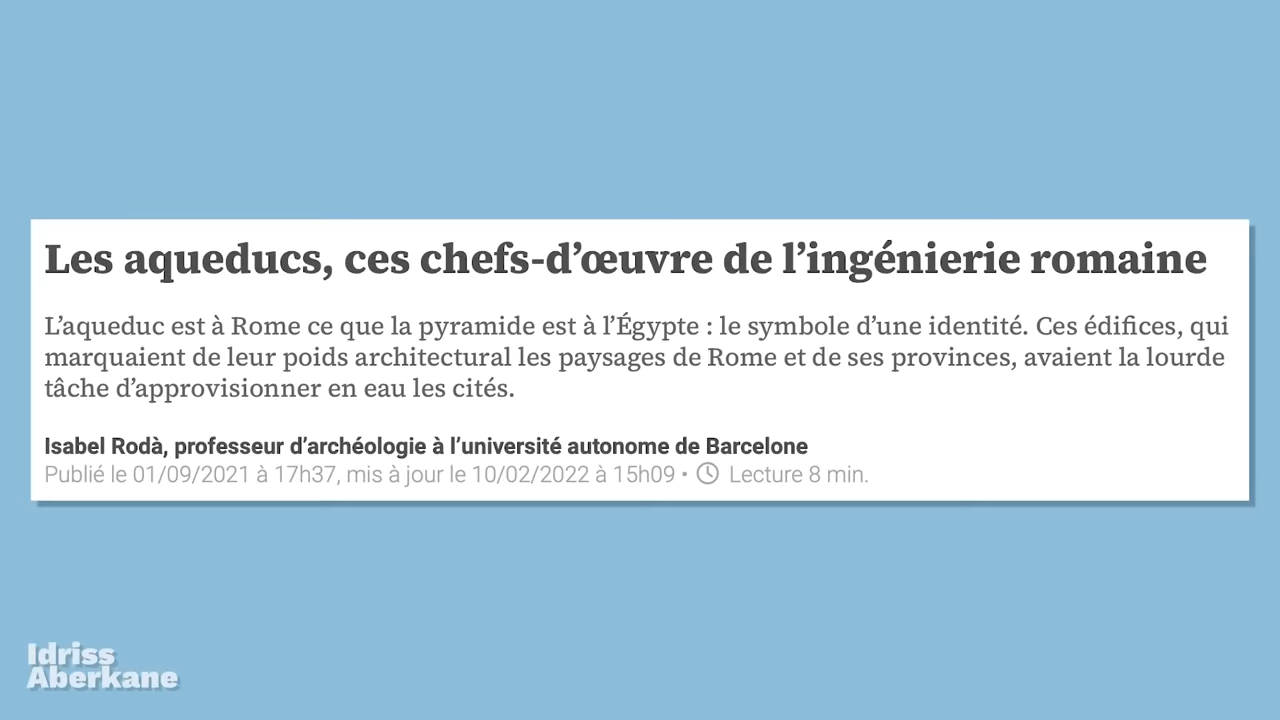 Les aqueducs, ces chefs-d’œuvre de l’ingénierie romaine
L’aqueduc est à Rome ce que la pyramide est à l’Égypte : le symbole d’une identité. Ces édifices, qui
marquaient de leur poids architectural les paysages de Rome et de ses provinces, avaient la lourde
tâche d’approvisionner en eau les cités.
Isabel Rodà, professeur d’archéologie à l’université autonome de Barcelone
Publié le 01/09/2021 à 17h37, mis à jour le 10/02/2022 à 15h09 • Lecture 8 min.
Idriss
Aberkane